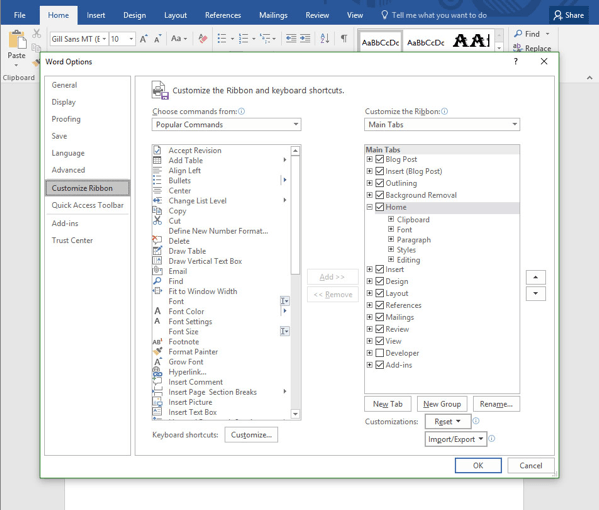 File Home Insert Design Layout References Mailings Review View Tell me what you want to do Share
Gill Sans MT (E 10 A A Aa AaBbCcDc AaBbCcDc Find
Paste Replace
Clipboard
Word Options ? ×
General
Display
Proofing
Save
Language
Advanced
Customize Ribbon
Quick Access Toolbar
Add-ins
Trust Center
Customize the Ribbon and keyboard shortcuts.
Choose commands from:
Popular Commands
Accept Revision
Add Table
Align Left
Bullets
Center
Change List Level
Copy
Cut
Define New Number Format...
Delete
Draw Table
Draw Vertical Text Box
Email
Find
Fit to Window Width
Font
Font Color
Font Settings
Font Size
Footnote
Format Painter
Grow Font
Hyperlink...
Insert Comment
Insert Page Section Breaks
Insert Picture
Insert Text Box
Keyboard shortcuts: Customize...
Add >>
<< Remove
Customize the Ribbon:
Main Tabs
Main Tabs
Blog Post
Insert (Blog Post)
Outlining
Background Removal
Home
Clipboard
Font
Paragraph
Styles
Editing
Insert
Design
Layout
References
Mailings
Review
View
Developer
Add-ins
New Tab New Group Rename...
Customizations: Reset
Import/Export
OK Cancel